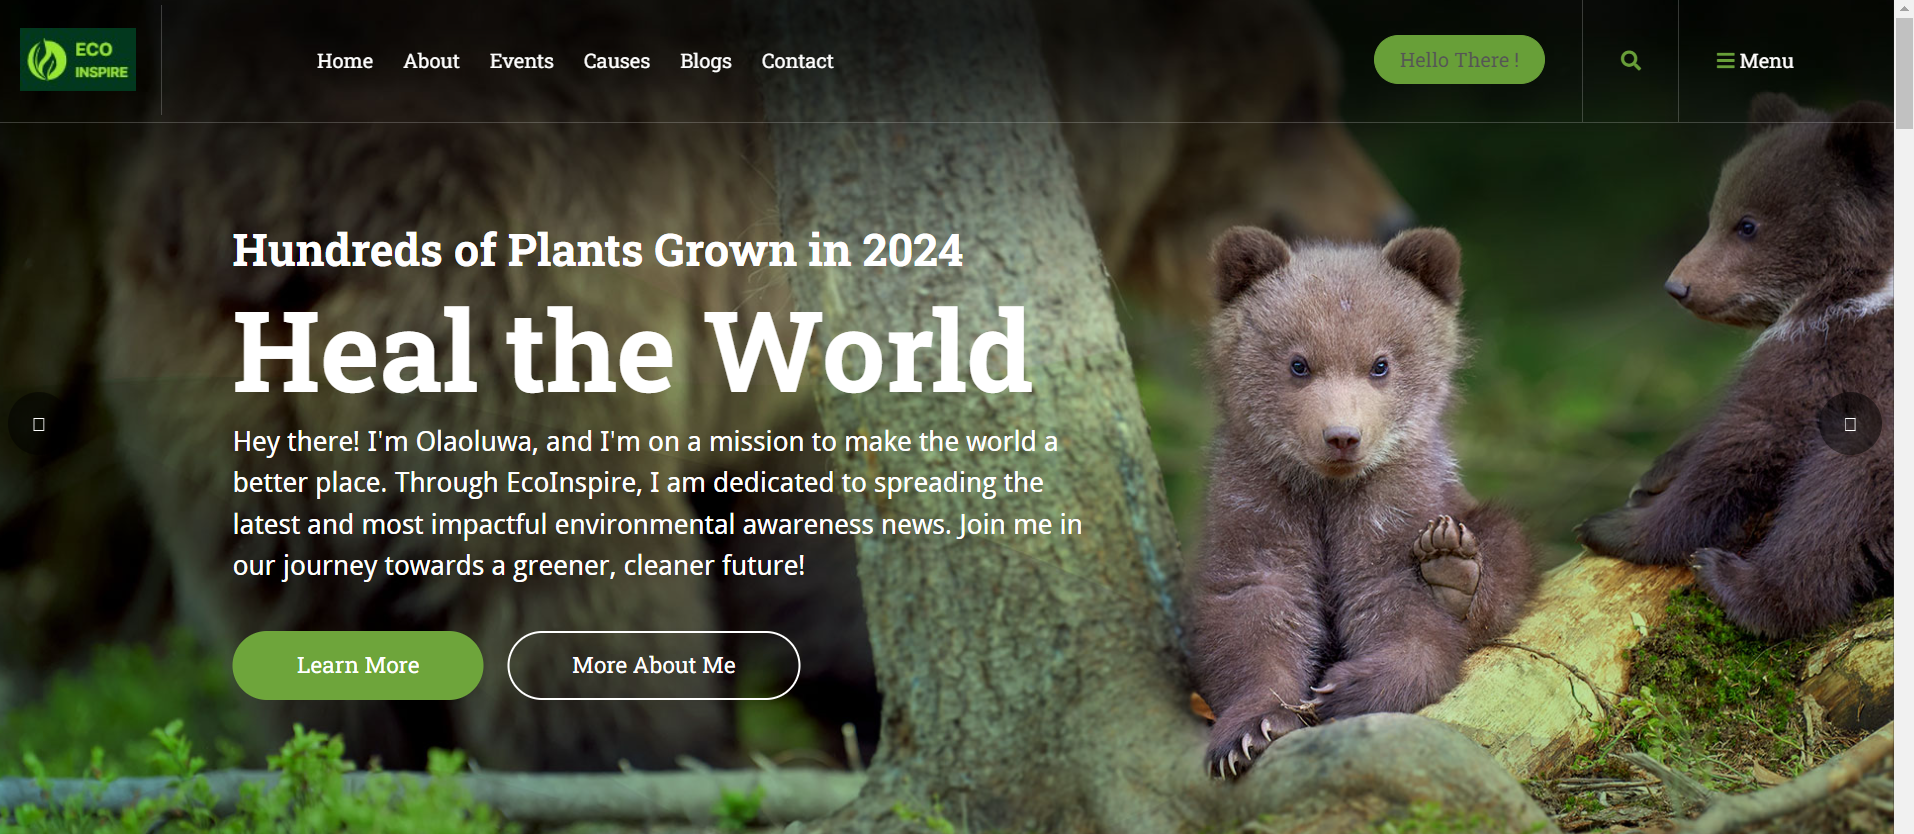 ECO
INSPIRE
Home
About
Events
Causes
Blogs
Contact
Hello There !
Menu
Hundreds of Plants Grown in 2024
Heal the World
Hey there! I'm Olaoluwa, and I'm on a mission to make the world a
better place. Through EcoInspire, I am dedicated to spreading the
latest and most impactful environmental awareness news. Join me in
our journey towards a greener, cleaner future!
Learn More
More About Me